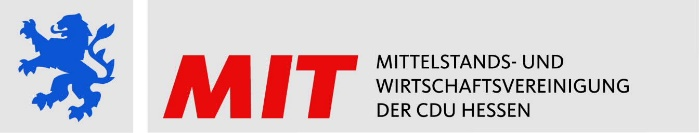 MIT
MITTELSTANDS- UND
WIRTSCHAFTSVEREINIGUNG
DER CDU HESSEN